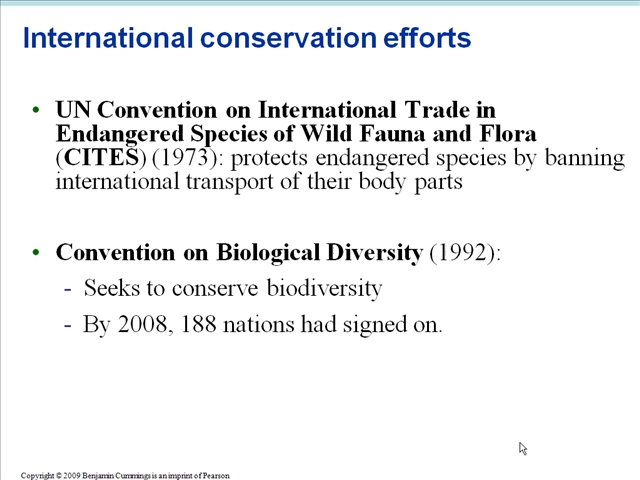 International conservation efforts
• UN Convention on International Trade in
Endangered Species of Wild Fauna and Flora
(CITES) (1973): protects endangered species by banning
international transport of their body parts
• Convention on Biological Diversity (1992):
- Seeks to conserve biodiversity
- By 2008, 188 nations had signed on.
Copyright © 2009 Benjamin Cummings is an imprint of Pearson